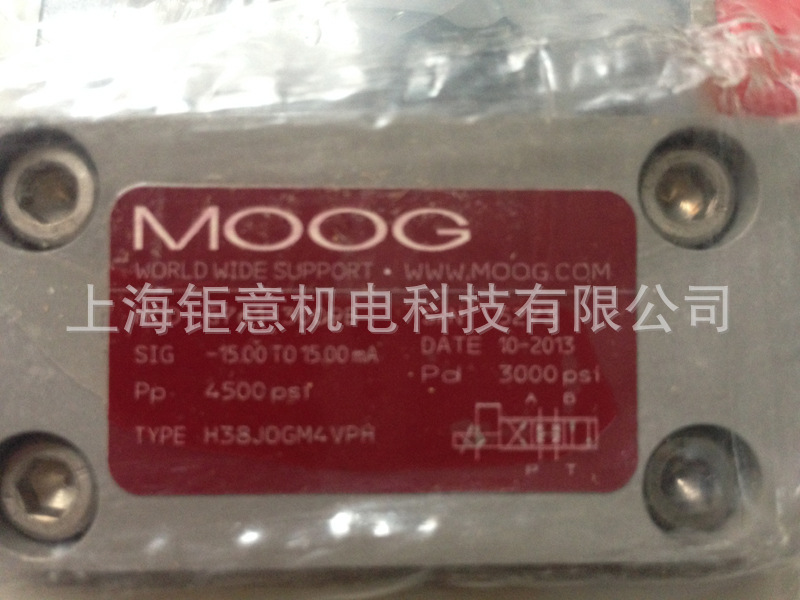 MOOG
WORLD WIDE SUPPORT • WWW.MOOG.COM
上海钜意机电科技有限公司
SIG -15.00 TO 15.00 mA
DATE 10-2013
Pp 4500 psi
Pd 3000 psi
TYPE H38JOGM4VPH
A B
P T